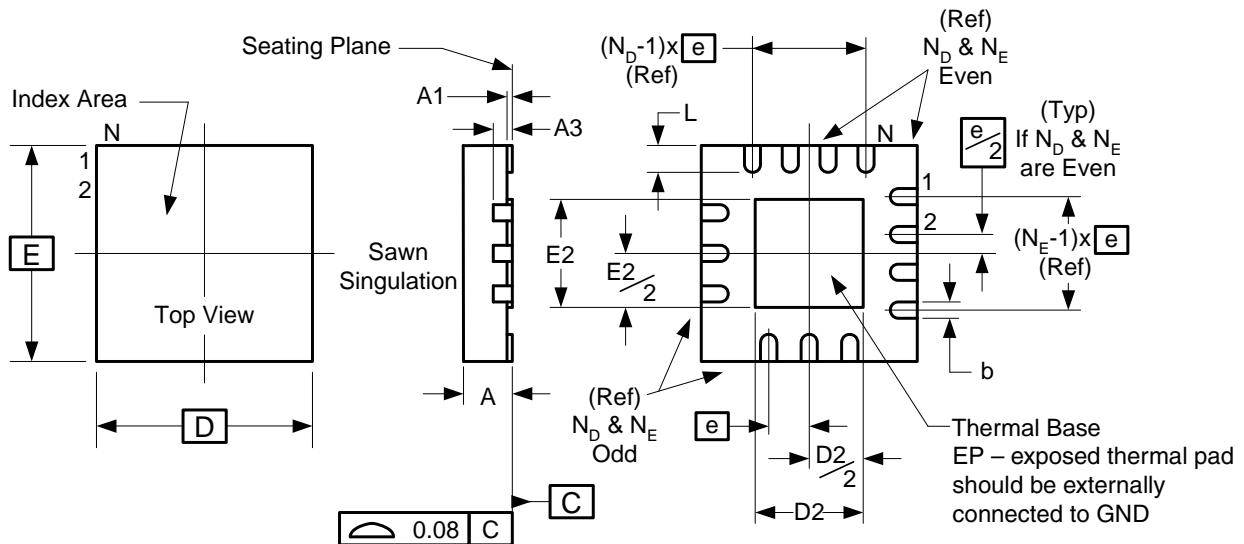 Seating Plane
Index Area
N
1
2
E
Top View
D
A1
A3
Sawn
Singulation
A
C
0.08 C
(N_D-1)x e
(Ref)
(Ref)
N_D & N_E
Even
L
N
e/2
(Typ)
If N_D & N_E
are Even
1
2
(N_E-1)x e
(Ref)
E2
E2/2
b
(Ref)
N_D & N_E
Odd
e
D2/2
D2
Thermal Base
EP – exposed thermal pad
should be externally
connected to GND